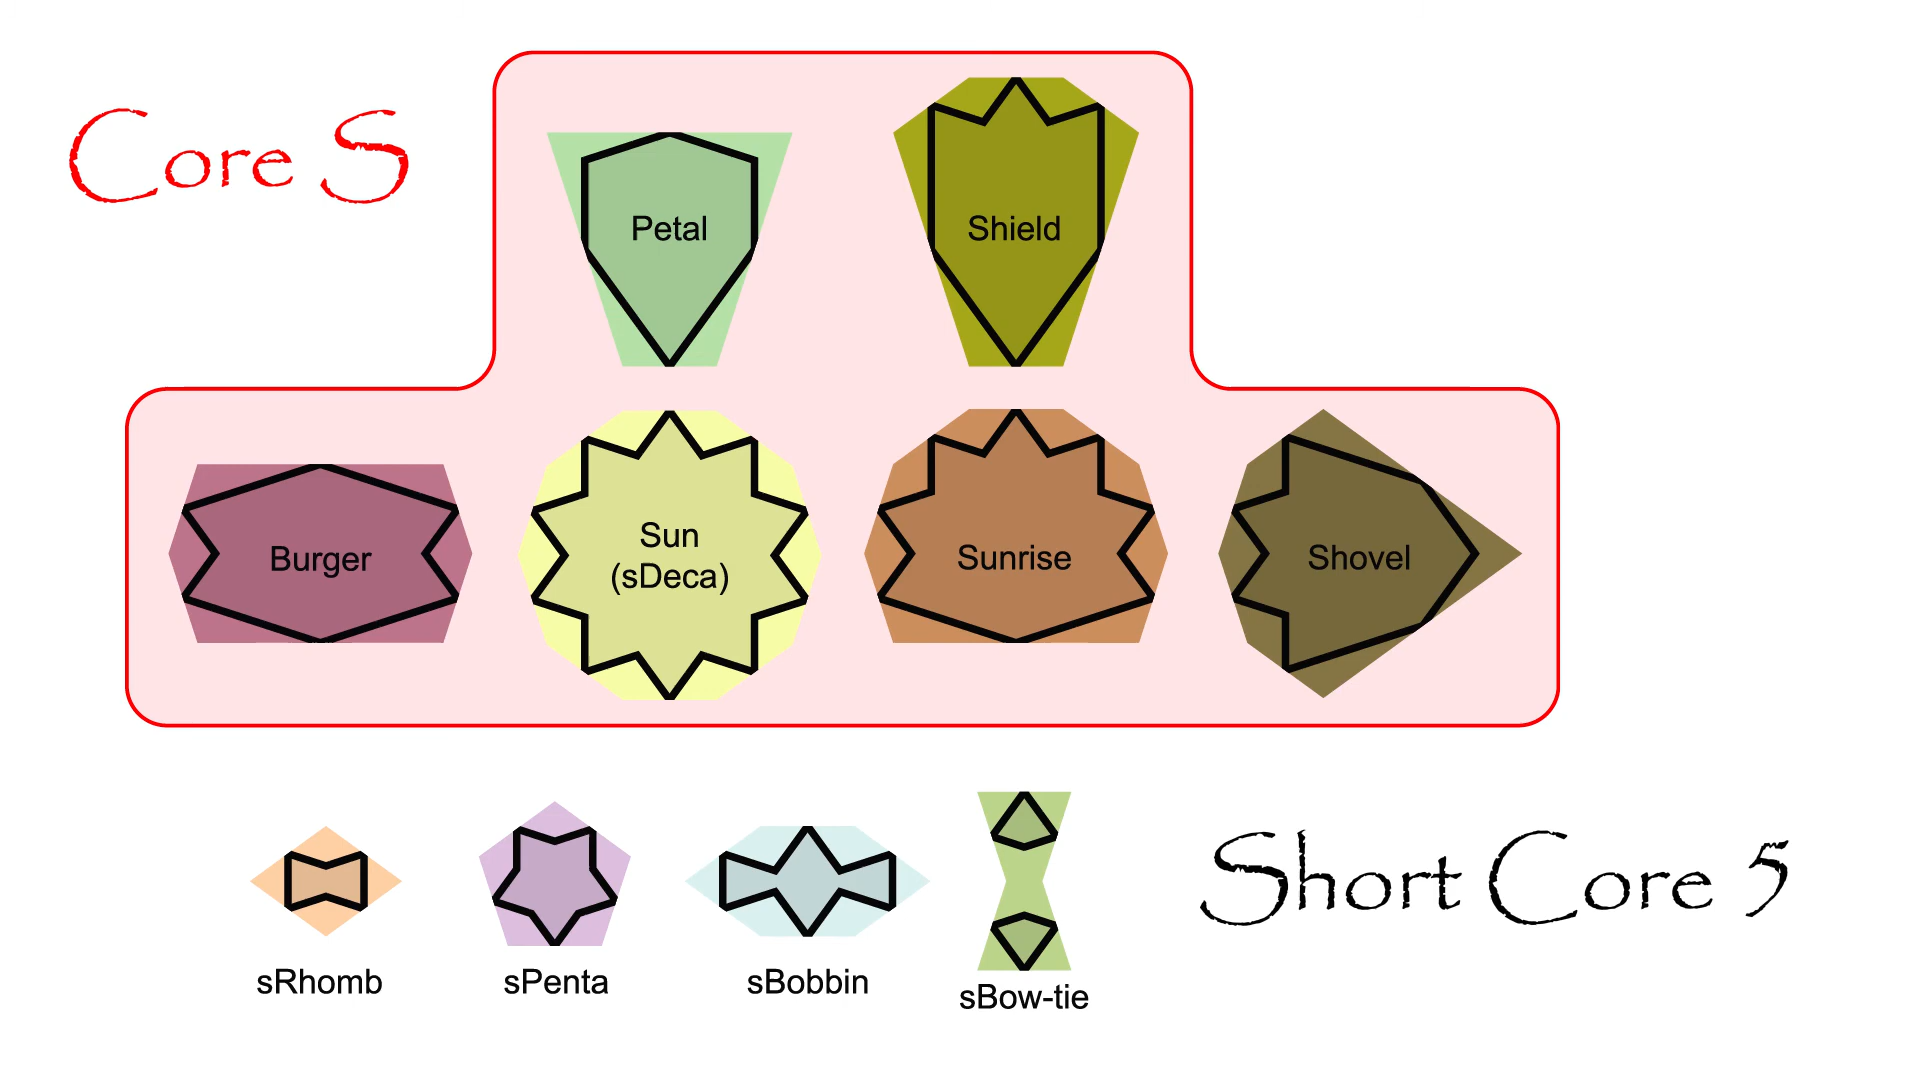 Core S
Petal
Shield
Burger
Sun
(sDeca)
Sunrise
Shovel
sRhomb
sPenta
sBobbin
sBow-tie
Short Core 5